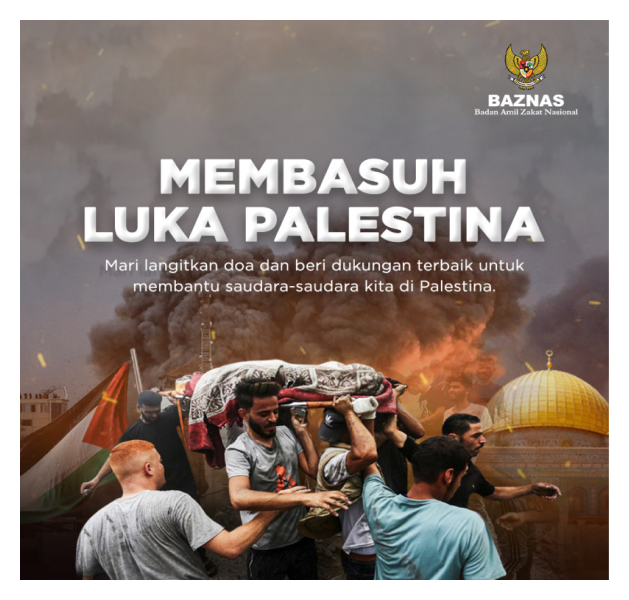 BAZNAS
Badan Amil Zakat Nasional
MEMBASUH
LUKA PALESTINA
Mari langitkan doa dan beri dukungan terbaik untuk
membantu saudara-saudara kita di Palestina.